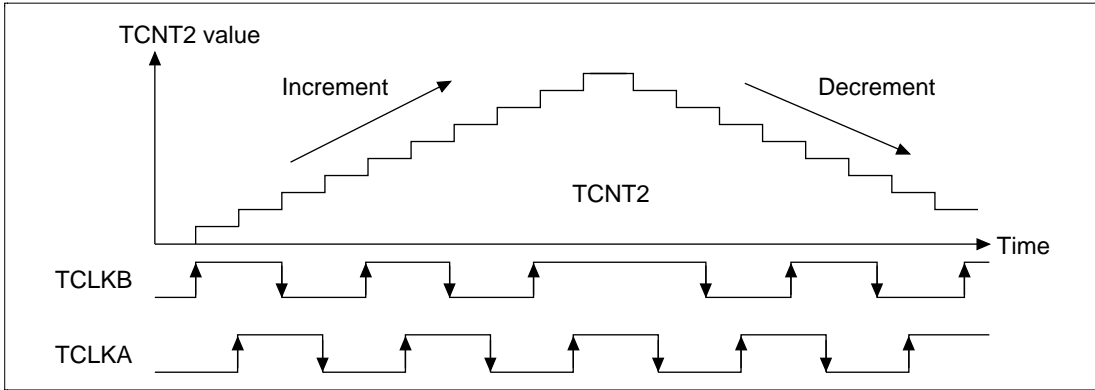 TCNT2 value
Increment
Decrement
TCNT2
Time
TCLKB
TCLKA